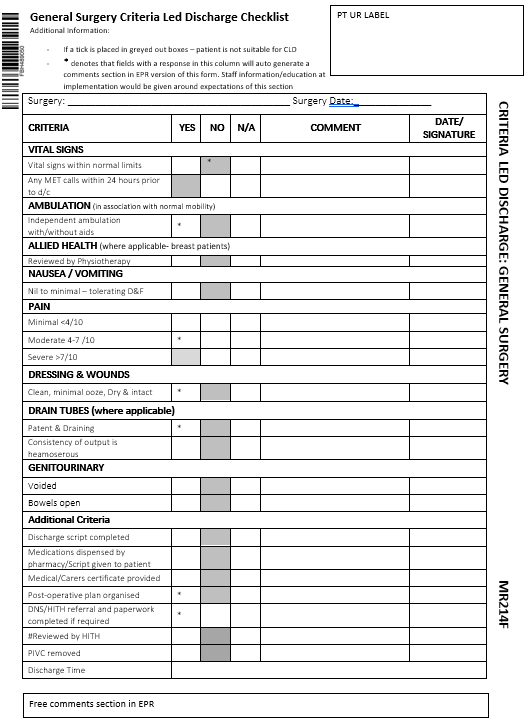 General Surgery Criteria Led Discharge Checklist
Additional Information:
- If a tick is placed in greyed out boxes – patient is not suitable for CLD
- * denotes that fields with a response in this column will auto generate a
comments section in EPR version of this form. Staff information/education at
implementation would be given around expectations of this section
PT UR LABEL
Surgery: Surgery Date:
CRITERIA YES NO N/A COMMENT DATE/
SIGNATURE
VITAL SIGNS
Vital signs within normal limits *
Any MET calls within 24 hours prior
to d/c
AMBULATION (in association with normal mobility)
Independent ambulation
with/without aids *
ALLIED HEALTH (where applicable- breast patients)
Reviewed by Physiotherapy
NAUSEA / VOMITING
Nil to minimal – tolerating D&F
PAIN
Minimal <4/10
Moderate 4-7 /10 *
Severe >7/10
DRESSING & WOUNDS
Clean, minimal ooze, Dry & intact *
DRAIN TUBES (where applicable)
Patent & Draining *
Consistency of output is
heamoserous
GENITOURINARY
Voided
Bowels open
Additional Criteria
Discharge script completed
Medications dispensed by
pharmacy/Script given to patient
Medical/Carers certificate provided
Post-operative plan organised *
DNS/HITH referral and paperwork
completed if required *
#Reviewed by HITH
PIVC removed
Discharge Time
Free comments section in EPR
CRITERIA LED DISCHARGE: GENERAL SURGERY
MR214F